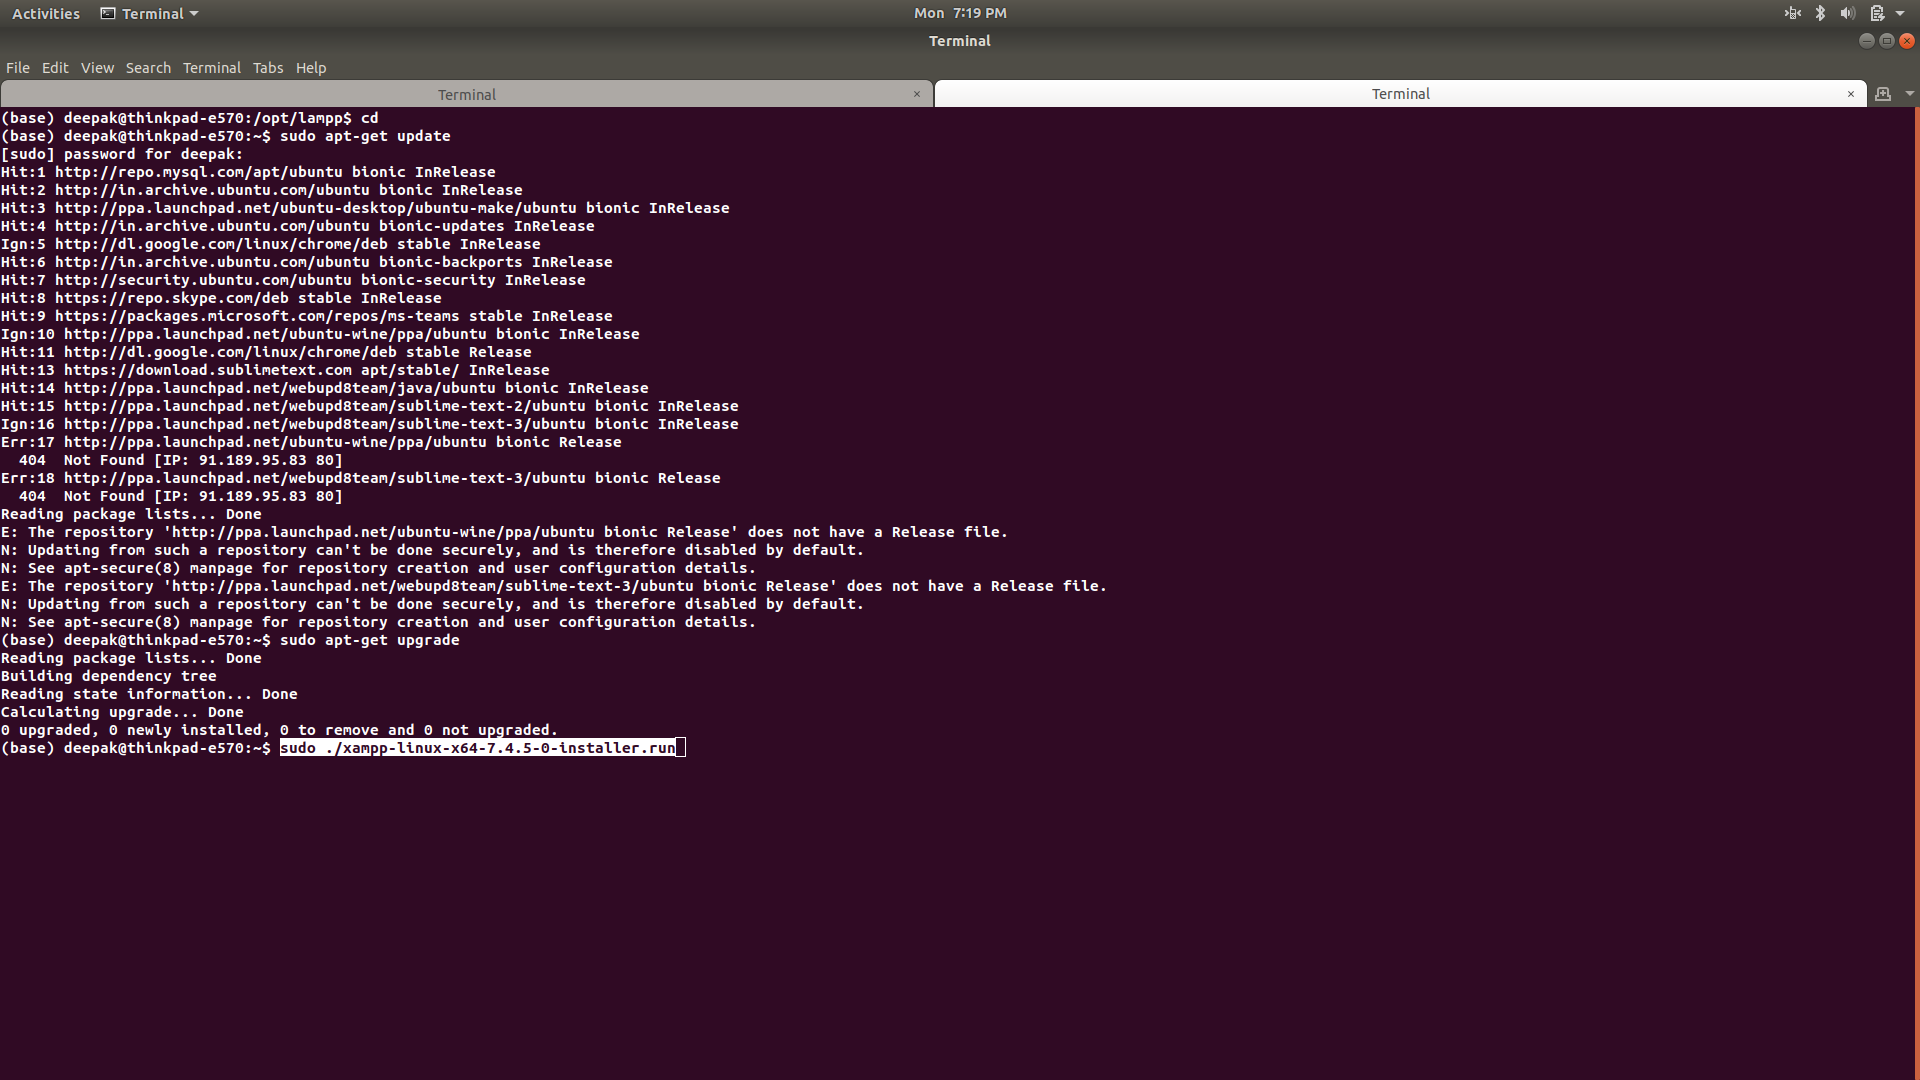 Activities Terminal Mon 7:19 PM
Terminal
File Edit View Search Terminal Tabs Help
Terminal × Terminal ×
(base) deepak@thinkpad-e570:/opt/lampp$ cd
(base) deepak@thinkpad-e570:~$ sudo apt-get update
[sudo] password for deepak:
Hit:1 http://repo.mysql.com/apt/ubuntu bionic InRelease
Hit:2 http://in.archive.ubuntu.com/ubuntu bionic InRelease
Hit:3 http://ppa.launchpad.net/ubuntu-desktop/ubuntu-make/ubuntu bionic InRelease
Hit:4 http://in.archive.ubuntu.com/ubuntu bionic-updates InRelease
Ign:5 http://dl.google.com/linux/chrome/deb stable InRelease
Hit:6 http://in.archive.ubuntu.com/ubuntu bionic-backports InRelease
Hit:7 http://security.ubuntu.com/ubuntu bionic-security InRelease
Hit:8 https://repo.skype.com/deb stable InRelease
Hit:9 https://packages.microsoft.com/repos/ms-teams stable InRelease
Ign:10 http://ppa.launchpad.net/ubuntu-wine/ppa/ubuntu bionic InRelease
Hit:11 http://dl.google.com/linux/chrome/deb stable Release
Hit:13 https://download.sublimetext.com apt/stable/ InRelease
Hit:14 http://ppa.launchpad.net/webupd8team/java/ubuntu bionic InRelease
Hit:15 http://ppa.launchpad.net/webupd8team/sublime-text-2/ubuntu bionic InRelease
Ign:16 http://ppa.launchpad.net/webupd8team/sublime-text-3/ubuntu bionic InRelease
Err:17 http://ppa.launchpad.net/ubuntu-wine/ppa/ubuntu bionic Release
  404  Not Found [IP: 91.189.95.83 80]
Err:18 http://ppa.launchpad.net/webupd8team/sublime-text-3/ubuntu bionic Release
  404  Not Found [IP: 91.189.95.83 80]
Reading package lists... Done
E: The repository 'http://ppa.launchpad.net/ubuntu-wine/ppa/ubuntu bionic Release' does not have a Release file.
N: Updating from such a repository can't be done securely, and is therefore disabled by default.
N: See apt-secure(8) manpage for repository creation and user configuration details.
E: The repository 'http://ppa.launchpad.net/webupd8team/sublime-text-3/ubuntu bionic Release' does not have a Release file.
N: Updating from such a repository can't be done securely, and is therefore disabled by default.
N: See apt-secure(8) manpage for repository creation and user configuration details.
(base) deepak@thinkpad-e570:~$ sudo apt-get upgrade
Reading package lists... Done
Building dependency tree
Reading state information... Done
Calculating upgrade... Done
0 upgraded, 0 newly installed, 0 to remove and 0 not upgraded.
(base) deepak@thinkpad-e570:~$ sudo ./xampp-linux-x64-7.4.5-0-installer.run